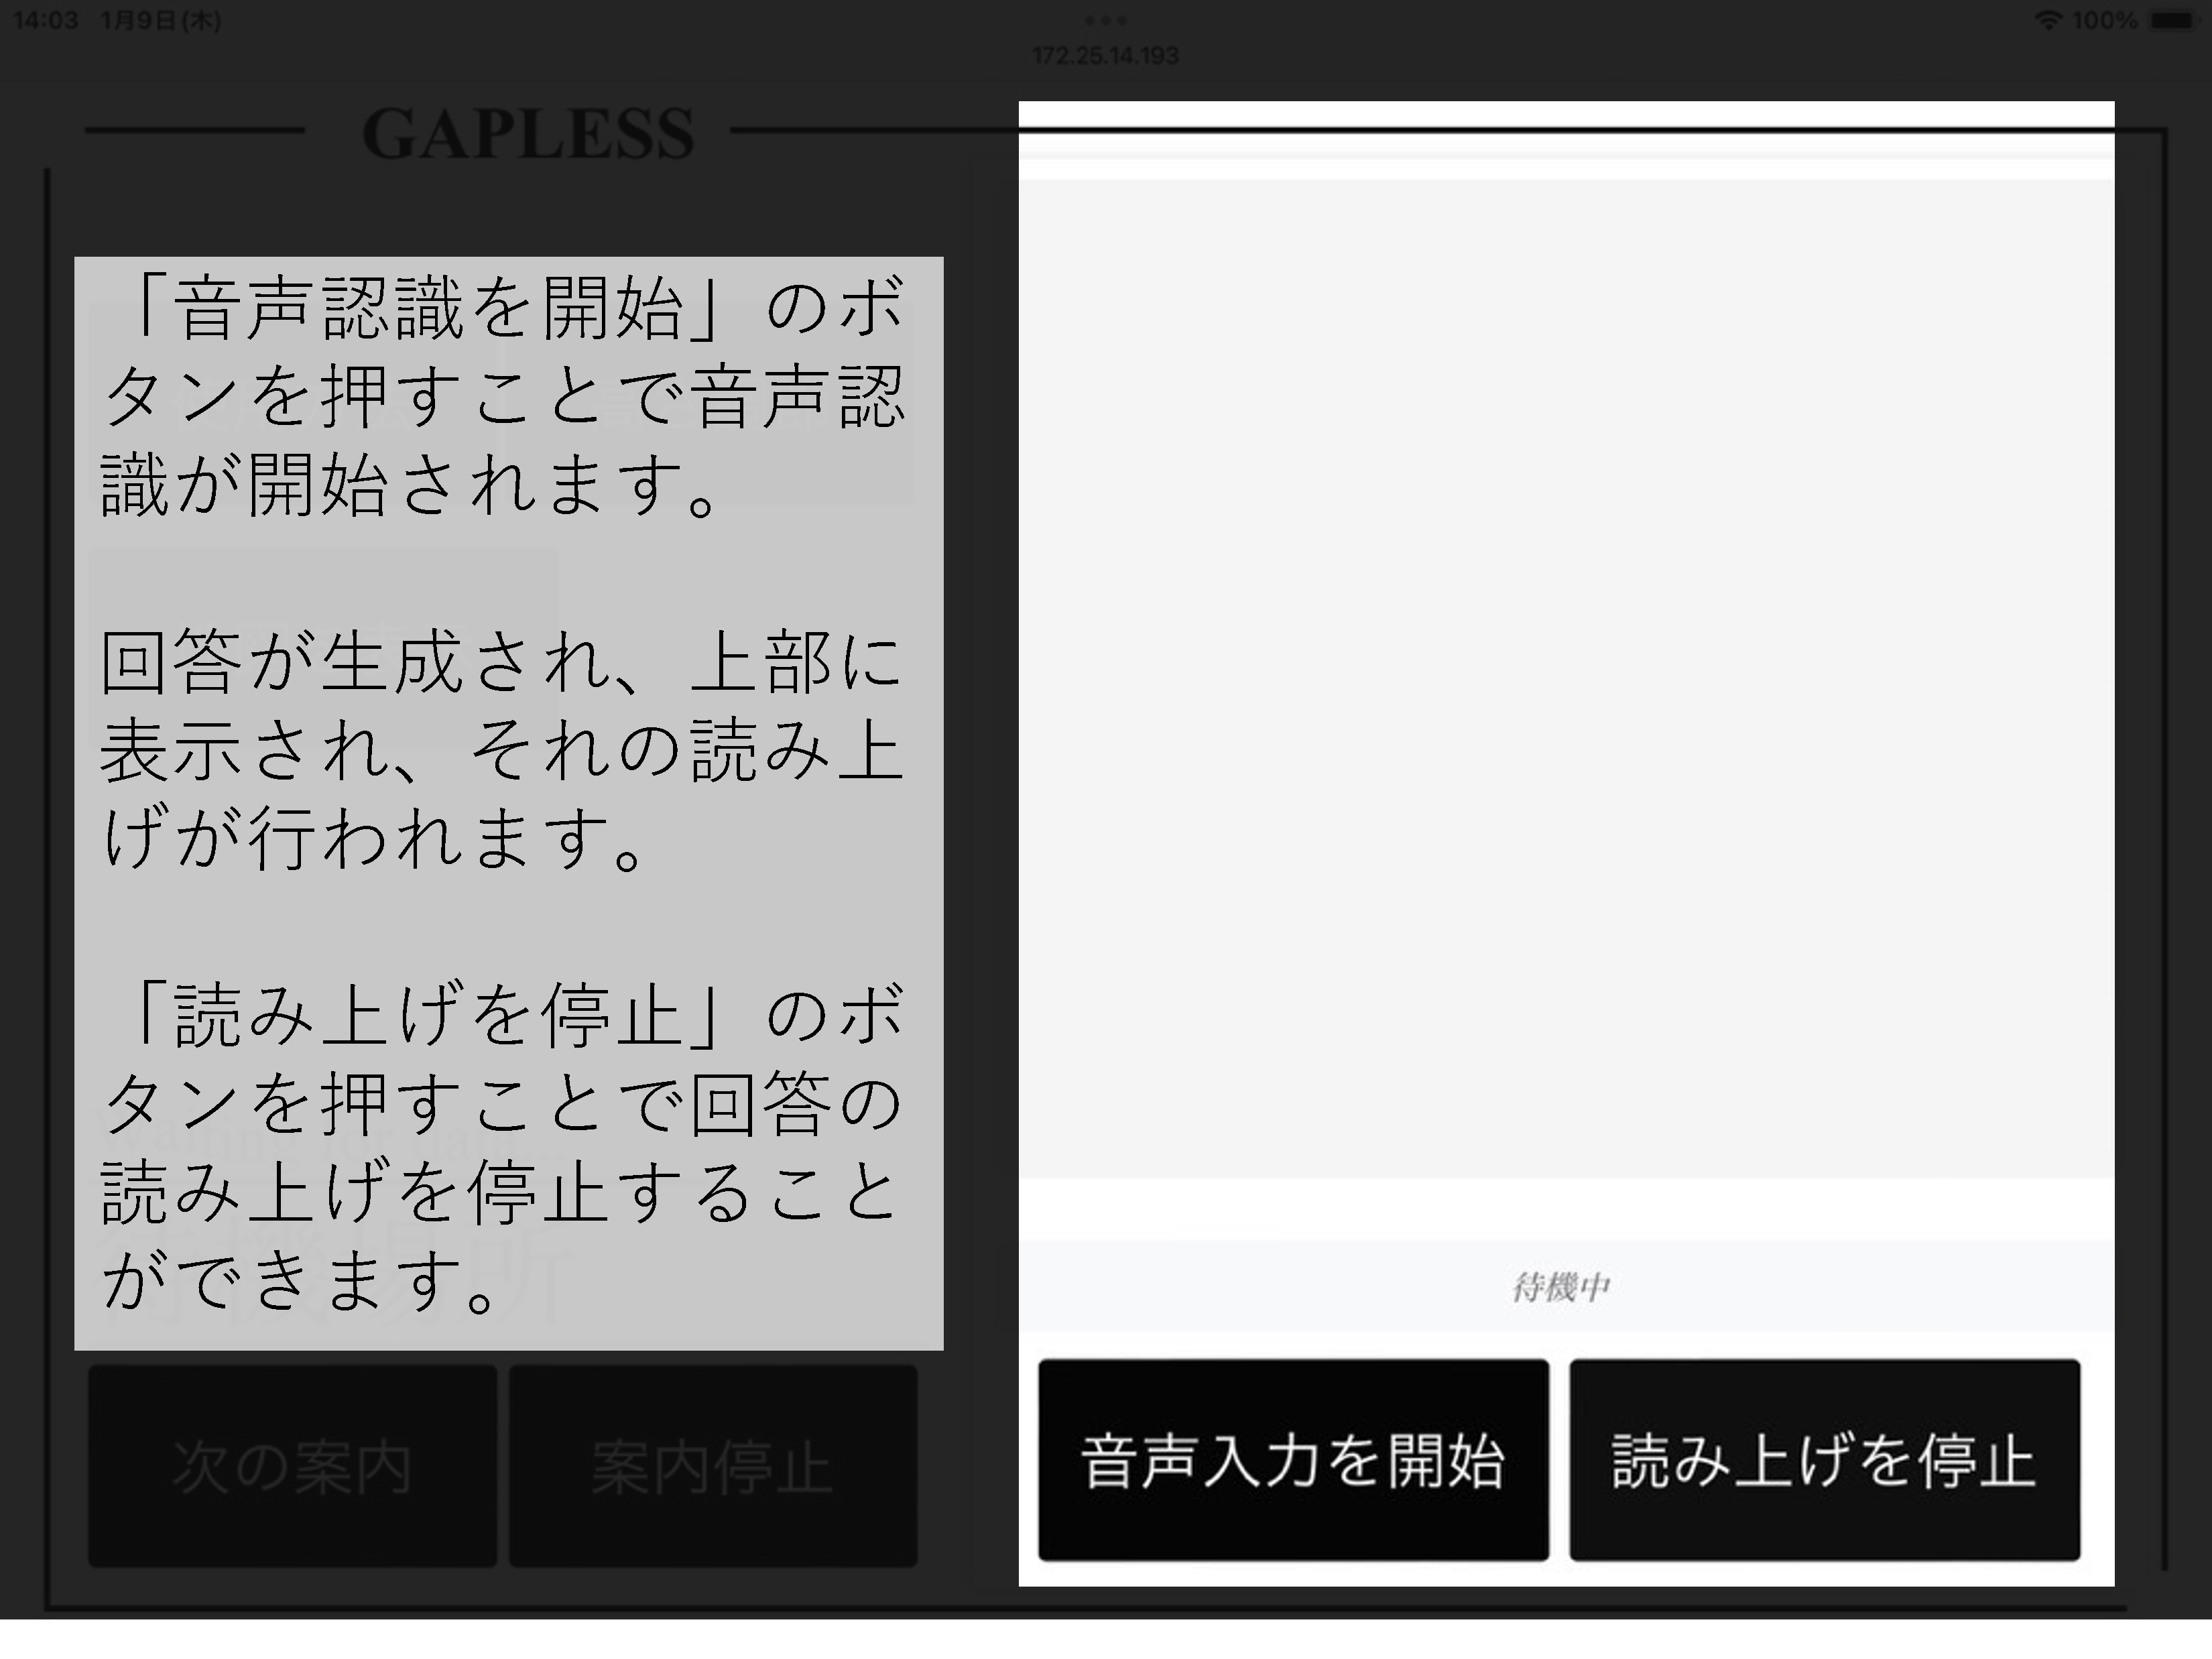 14:03 1月9日(木)
100%
172.25.14.193
GAPLESS
「音声認識を開始」のボ
タンを押すことで音声認
識が開始されます。
回答が生成され、上部に
表示され、それの読み上
げが行われます。
「読み上げを停止」のボ
タンを押すことで回答の
読み上げを停止すること
ができます。
待機場所
次の案内
案内停止
待機中
音声入力を開始
読み上げを停止